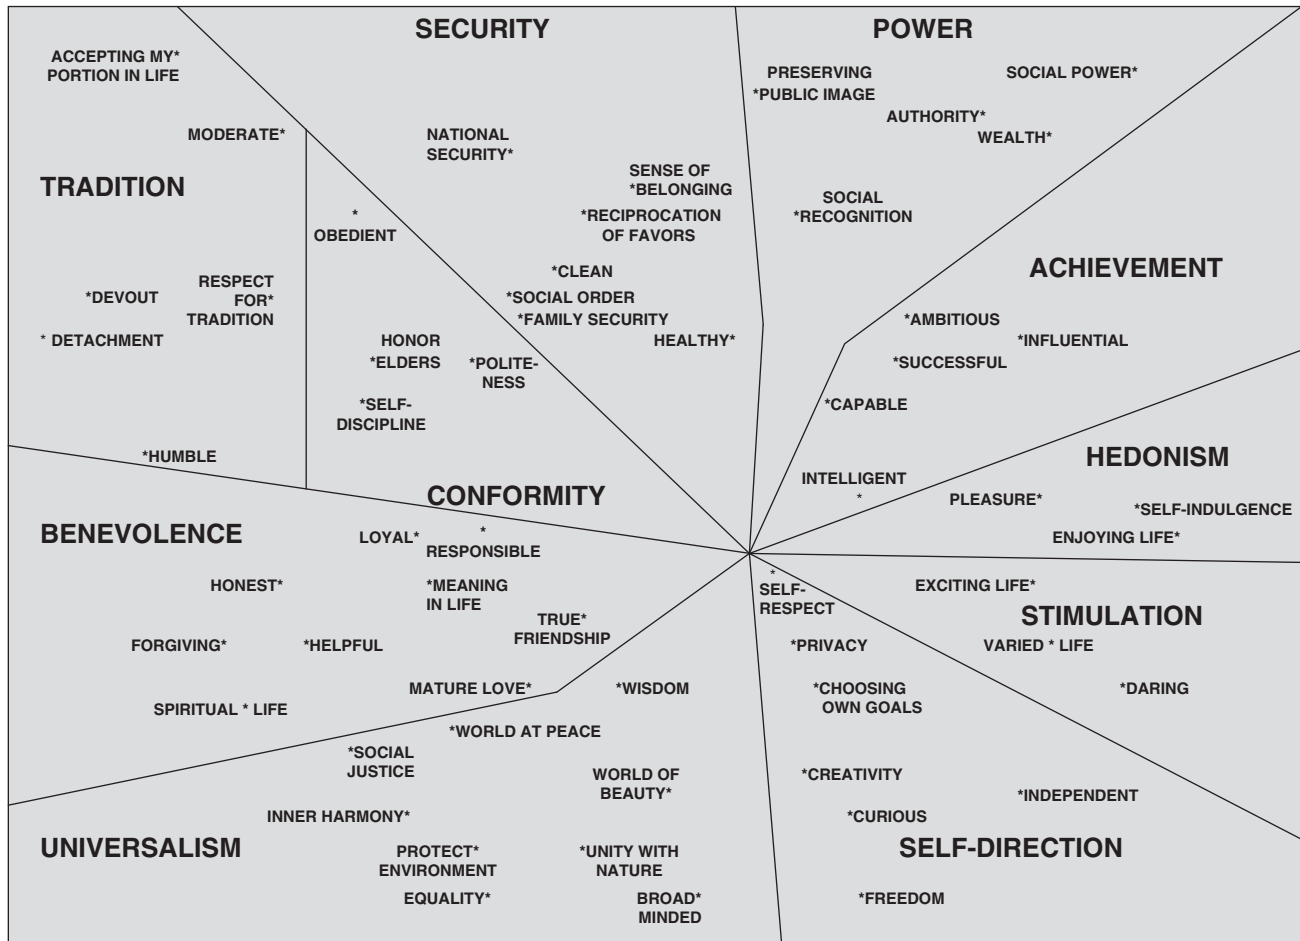 SECURITY
POWER
ACCEPTING MY*
PORTION IN LIFE
PRESERVING
*PUBLIC IMAGE
SOCIAL POWER*
AUTHORITY*
WEALTH*
MODERATE*
NATIONAL
SECURITY*
TRADITION
SENSE OF
*BELONGING
SOCIAL
*RECOGNITION
*
OBEDIENT
*RECIPROCATION
OF FAVORS
ACHIEVEMENT
*CLEAN
*DEVOUT
RESPECT
FOR*
TRADITION
*SOCIAL ORDER
*FAMILY SECURITY
*AMBITIOUS
* DETACHMENT
HONOR
*ELDERS
HEALTHY*
*INFLUENTIAL
*POLITE-
NESS
*SUCCESSFUL
*SELF-
DISCIPLINE
*CAPABLE
*HUMBLE
HEDONISM
INTELLIGENT
*
CONFORMITY
PLEASURE*
*SELF-INDULGENCE
BENEVOLENCE
LOYAL*
*
RESPONSIBLE
ENJOYING LIFE*
HONEST*
*MEANING
IN LIFE
*
SELF-
RESPECT
EXCITING LIFE*
STIMULATION
TRUE*
FRIENDSHIP
FORGIVING*
*HELPFUL
*PRIVACY
VARIED * LIFE
MATURE LOVE*
*WISDOM
*CHOOSING
OWN GOALS
*DARING
SPIRITUAL * LIFE
*WORLD AT PEACE
*SOCIAL
JUSTICE
WORLD OF
BEAUTY*
*CREATIVITY
*INDEPENDENT
INNER HARMONY*
*CURIOUS
UNIVERSALISM
PROTECT*
ENVIRONMENT
*UNITY WITH
NATURE
SELF-DIRECTION
EQUALITY*
BROAD*
MINDED
*FREEDOM